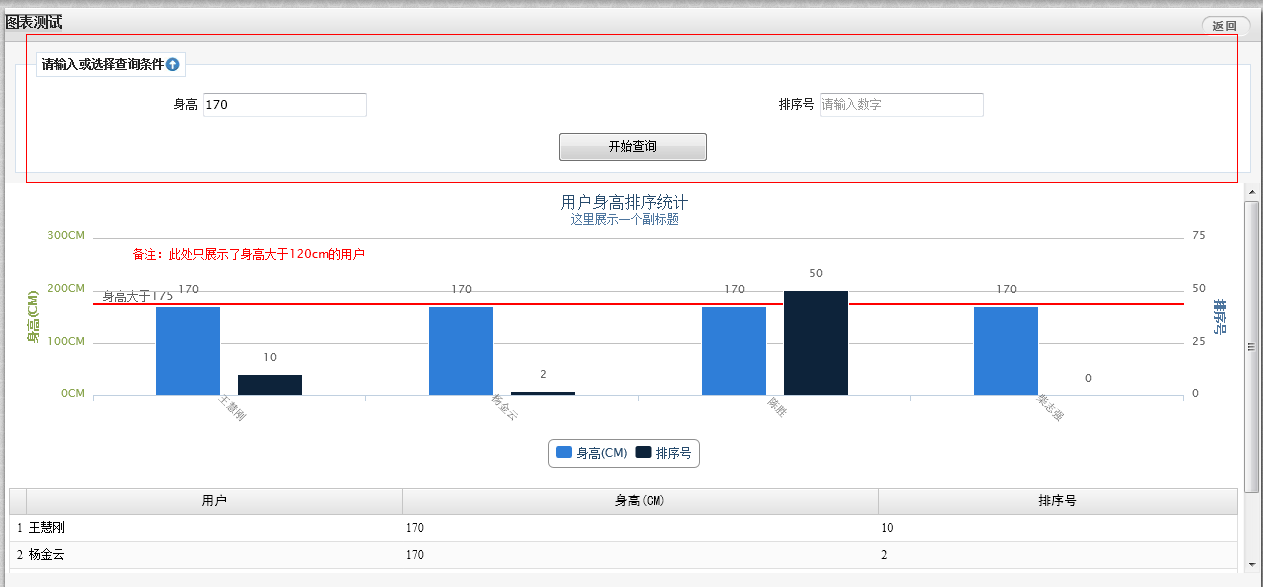 图表测试
返回
请输入或选择查询条件
身高 170 排序号 请输入数字
开始查询
用户身高排序统计
这里展示一个副标题
备注：此处只展示了身高大于120cm的用户
300CM
200CM
100CM
0CM
身高(CM)
75
50
25
0
排序号
身高大于175
170
10
170
2
170
50
170
0
王慧刚
杨金云
陈胜
柴志强
身高(CM) 排序号
用户 身高(CM) 排序号
1 王慧刚 170 10
2 杨金云 170 2